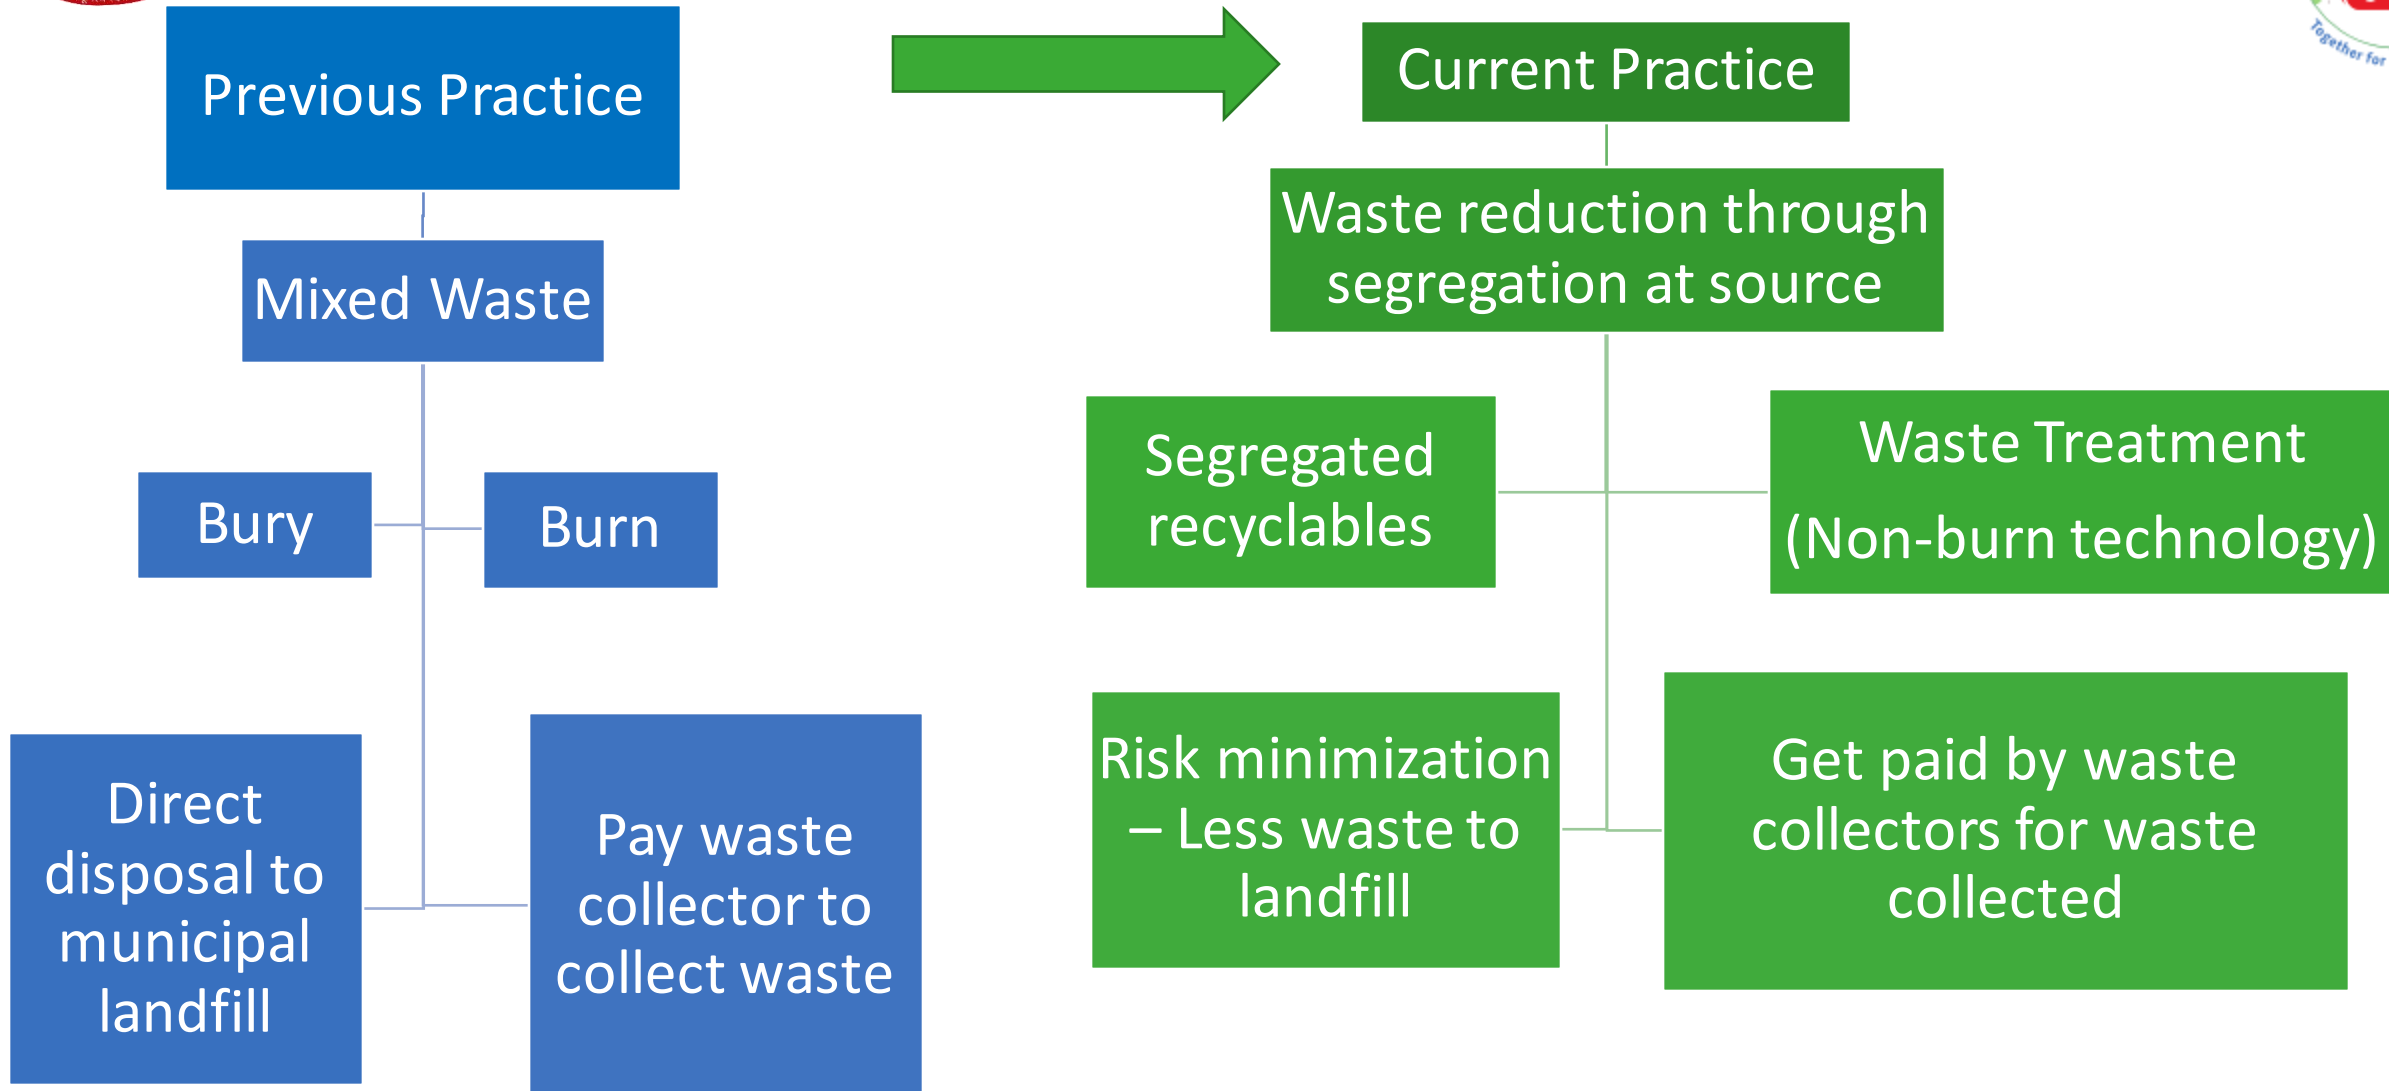 Previous Practice
Mixed Waste
Bury
Burn
Direct
disposal to
municipal
landfill
Pay waste
collector to
collect waste
Current Practice
Waste reduction through
segregation at source
Segregated
recyclables
Waste Treatment
(Non-burn technology)
Risk minimization
– Less waste to
landfill
Get paid by waste
collectors for waste
collected
Together for